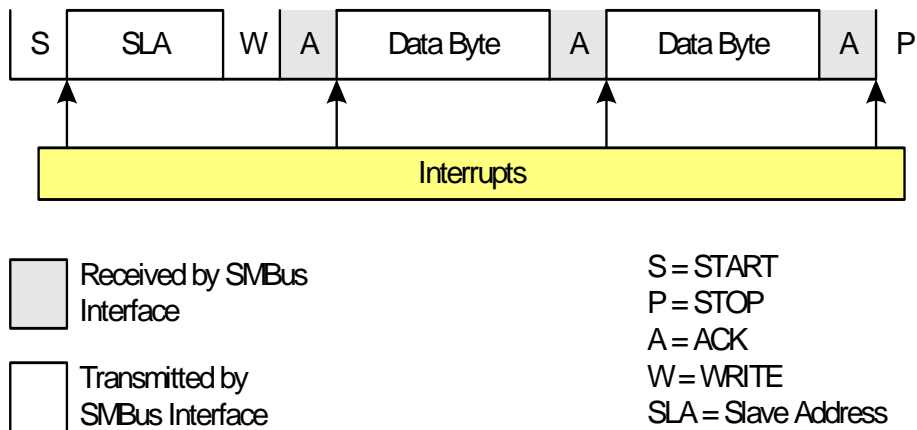 S SLA W A Data Byte A Data Byte A P
Interrupts
Received by SMBus
Interface
Transmitted by
SMBus Interface
S = START
P = STOP
A = ACK
W = WRITE
SLA = Slave Address